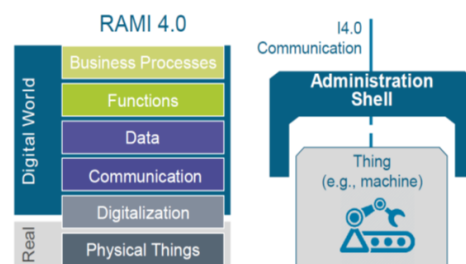 RAMI 4.0
Digital World
Business Processes
Functions
Data
Communication
Digitalization
Real
Physical Things
I4.0
Communication
Administration
Shell
Thing
(e.g., machine)